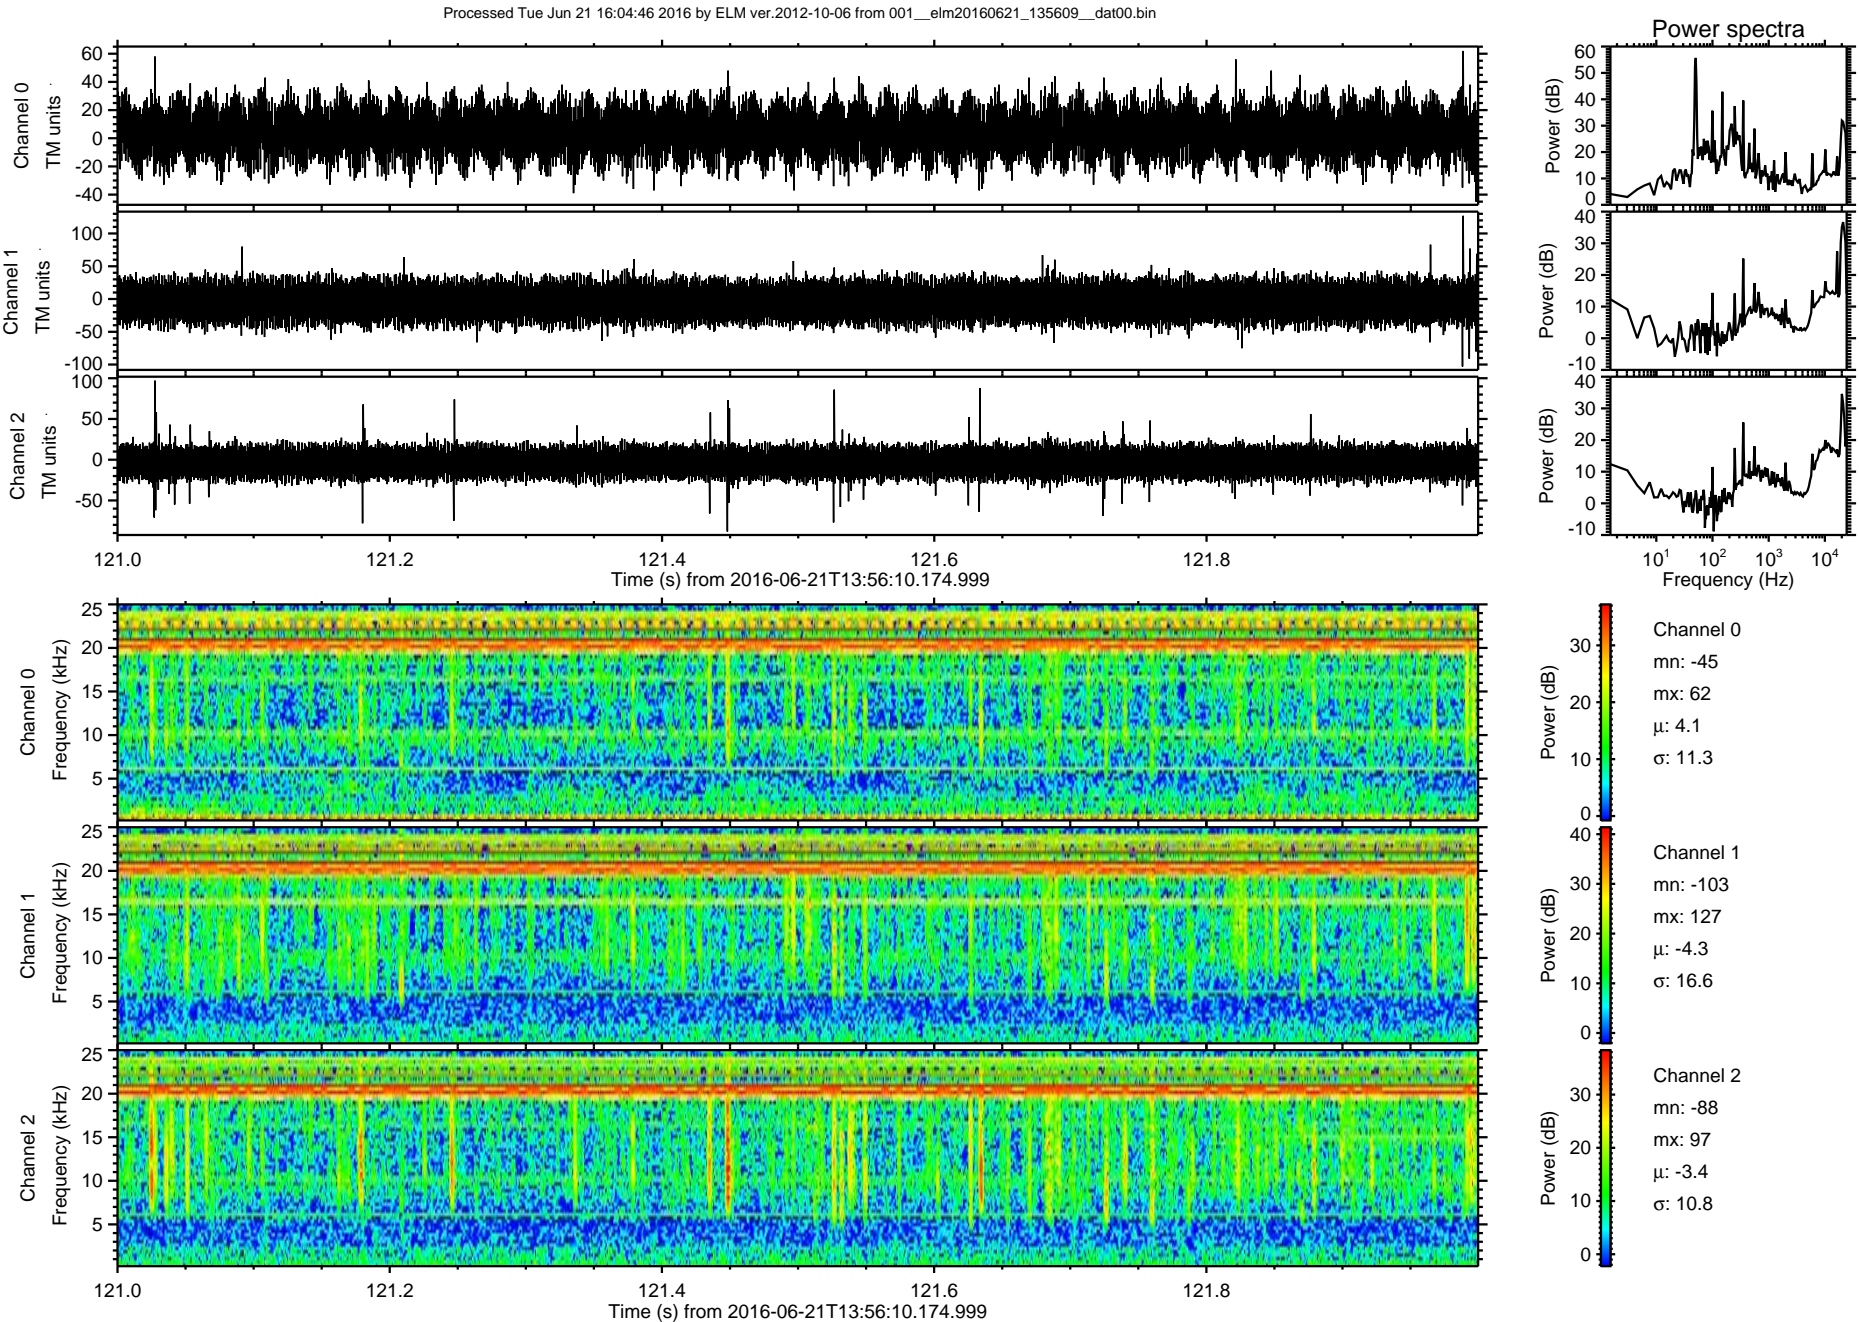 Processed Tue Jun 21 16:04:46 2016 by ELM ver.2012-10-06 from 001__elm20160621_135609__dat00.bin
Power spectra
Channel 0
TM units
60
40
20
0
-20
-40
Power (dB)
60
50
40
30
20
10
0
Channel 1
TM units
100
50
0
-50
-100
Power (dB)
40
30
20
10
0
-10
Channel 2
TM units
100
50
0
-50
Power (dB)
40
30
20
10
0
-10
121.0 121.2 121.4 121.6 121.8
Time (s) from 2016-06-21T13:56:10.174.999
10^1 10^2 10^3 10^4
Frequency (Hz)
Channel 0
Frequency (kHz)
25
20
15
10
5
Power (dB)
30
20
10
0
Channel 0
mn: -45
mx: 62
μ: 4.1
σ: 11.3
Channel 1
Frequency (kHz)
25
20
15
10
5
Power (dB)
40
30
20
10
0
Channel 1
mn: -103
mx: 127
μ: -4.3
σ: 16.6
Channel 2
Frequency (kHz)
25
20
15
10
5
Power (dB)
30
20
10
0
Channel 2
mn: -88
mx: 97
μ: -3.4
σ: 10.8
121.0 121.2 121.4 121.6 121.8
Time (s) from 2016-06-21T13:56:10.174.999